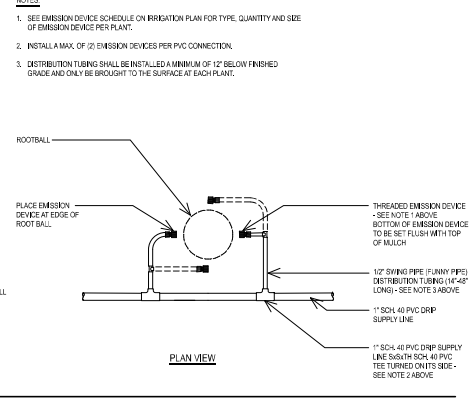 NOTES:
1. SEE EMISSION DEVICE SCHEDULE ON IRRIGATION PLAN FOR TYPE, QUANTITY AND SIZE
OF EMISSION DEVICE PER PLANT.
2. INSTALL A MAX. OF (2) EMISSION DEVICES PER PVC CONNECTION.
3. DISTRIBUTION TUBING SHALL BE INSTALLED A MINIMUM OF 12" BELOW FINISHED
GRADE AND ONLY BE BROUGHT TO THE SURFACE AT EACH PLANT.
ROOTBALL
PLACE EMISSION
DEVICE AT EDGE OF
ROOT BALL
THREADED EMISSION DEVICE
- SEE NOTE 1 ABOVE
BOTTOM OF EMISSION DEVICE
TO BE SET FLUSH WITH TOP
OF MULCH
1/2" SWING PIPE (FUNNY PIPE)
DISTRIBUTION TUBING (14"-48"
LONG) - SEE NOTE 3 ABOVE
1" SCH. 40 PVC DRIP
SUPPLY LINE
1" SCH. 40 PVC DRIP SUPPLY
LINE SxSxTH SCH. 40 PVC
TEE TURNED ON ITS SIDE -
SEE NOTE 2 ABOVE
PLAN VIEW